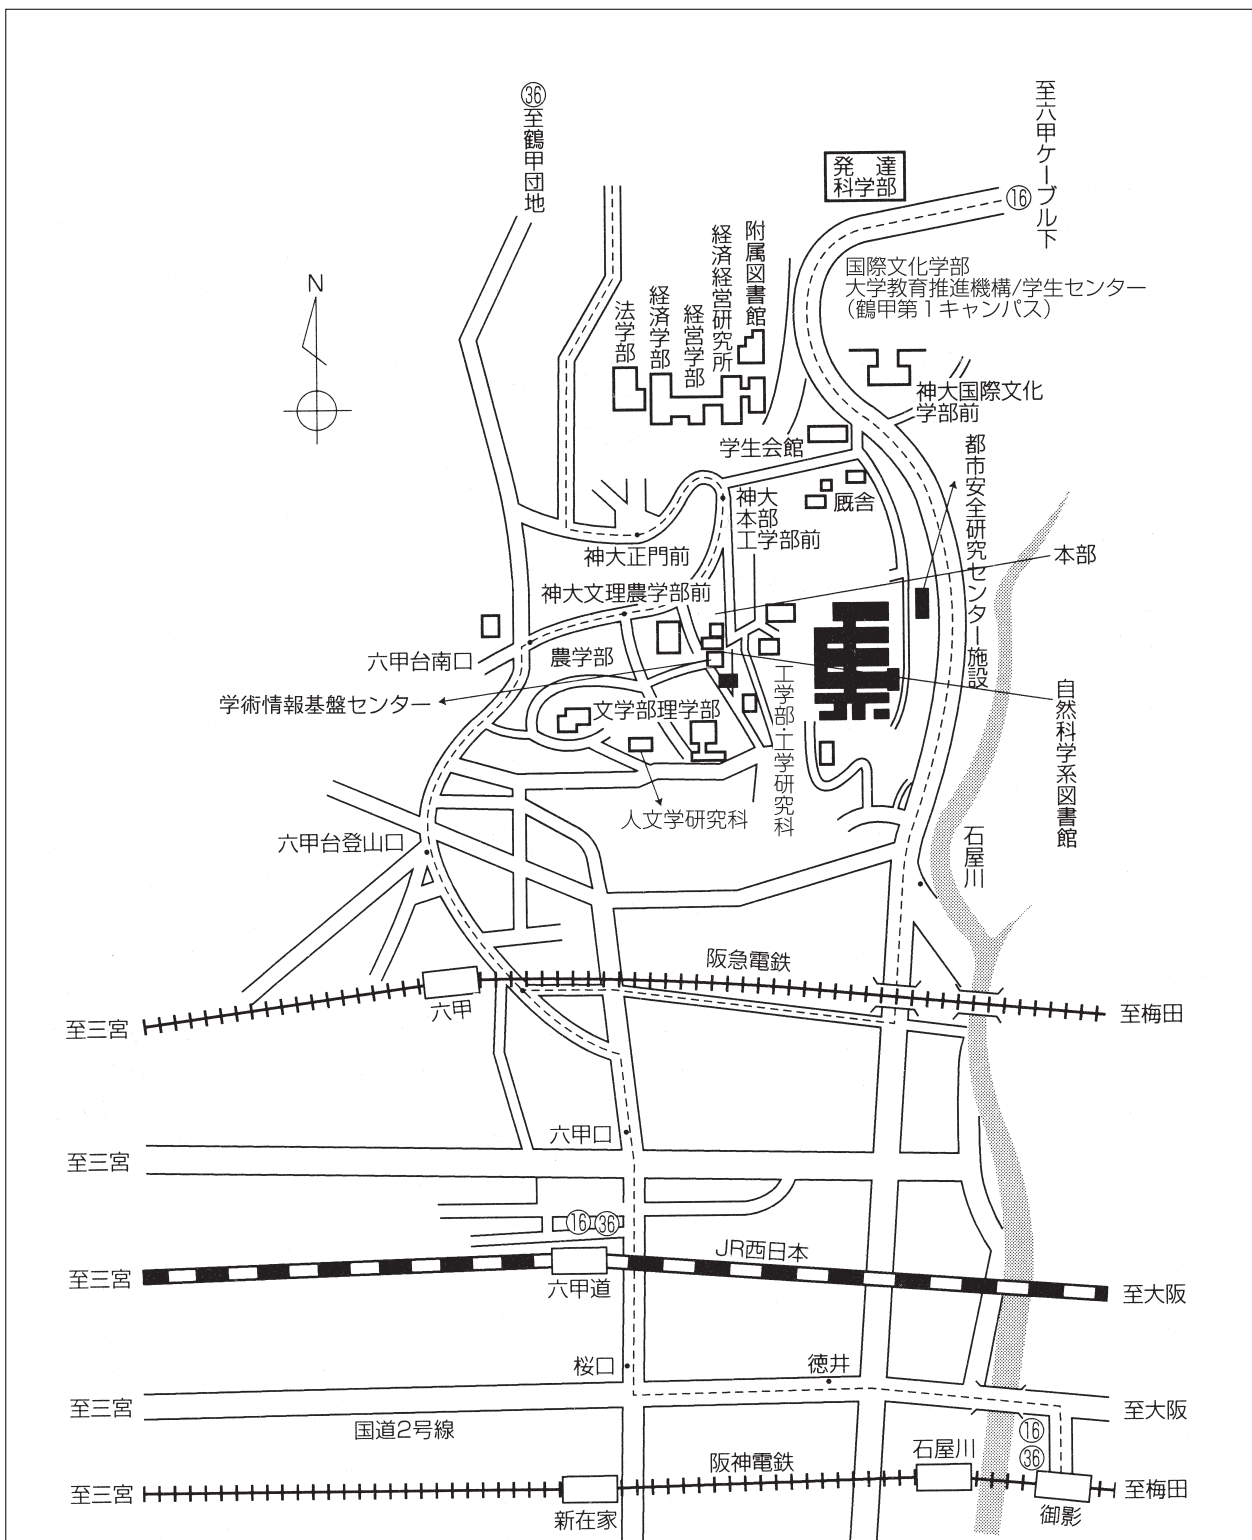 ㊱至鶴甲団地
至六甲ケーブル下
⑯
発達
科学部
国際文化学部
大学教育推進機構/学生センター
(鶴甲第1キャンパス)
N
法学部
経済学部
経営学部
経済経営研究所
附属図書館
神大国際文化
学部前
学生会館
都市安全研究センター施設
厩舎
神大
本部
工学部前
本部
神大正門前
神大文理農学部前
農学部
六甲台南口
学術情報基盤センター
文学部理学部
工学部・工学研究科
自然科学系図書館
人文学研究科
六甲台登山口
石屋川
阪急電鉄
六甲
至三宮
至梅田
六甲口
至三宮
⑯ ㊱
JR西日本
至三宮
六甲道
至大阪
桜口
徳井
至三宮
至大阪
国道2号線
⑯
㊱
石屋川
阪神電鉄
至三宮
至梅田
新在家
御影